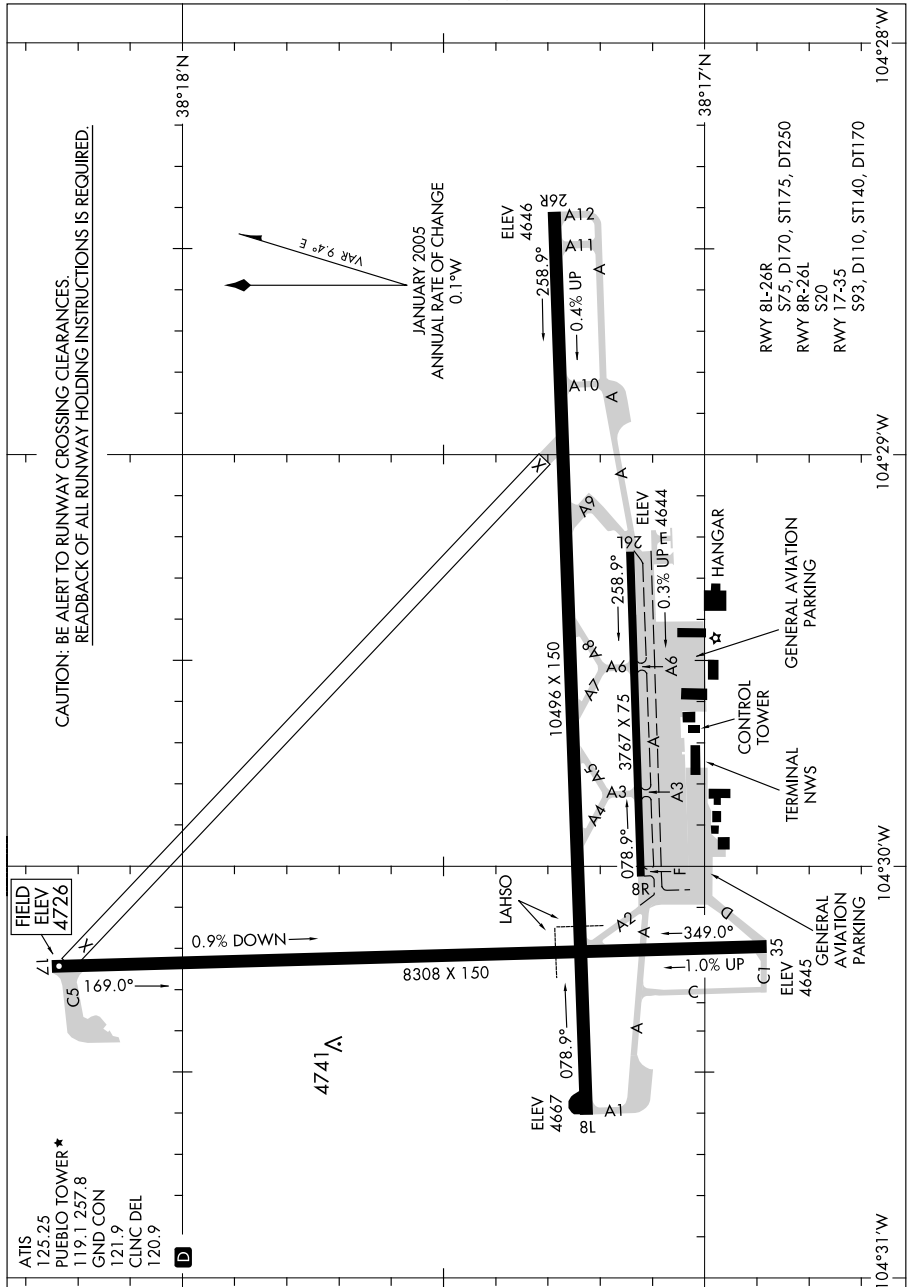 ATIS
125.25
PUEBLO TOWER★
119.1 257.8
GND CON
121.9
CLNC DEL
120.9
D
CAUTION: BE ALERT TO RUNWAY CROSSING CLEARANCES.
READBACK OF ALL RUNWAY HOLDING INSTRUCTIONS IS REQUIRED.
FIELD
ELEV
4726
17
X
C5
169.0°
0.9% DOWN
8308 X 150
4741
38°18'N
VAR 9.4° E
JANUARY 2005
ANNUAL RATE OF CHANGE
0.1°W
X
LAHSO
ELEV
4667
8L
078.9°
A1
A
10496 X 150
ELEV
4646
26R
258.9°
0.4% UP
A12
A11
A
A10
A
A
A9
A8
A7
A6
A5
A4
A3
A2
A
8R
078.9°
3767 X 75
258.9°
26L
ELEV
4644
0.3% UP
E
F
A3
A
A6
D
349.0°
1.0% UP
C
C1
35
ELEV
4645
GENERAL
AVIATION
PARKING
TERMINAL
NWS
CONTROL
TOWER
GENERAL AVIATION
PARKING
HANGAR
38°17'N
RWY 8L-26R
S75, D170, ST175, DT250
RWY 8R-26L
S20
RWY 17-35
S93, D110, ST140, DT170
104°31'W
104°30'W
104°29'W
104°28'W